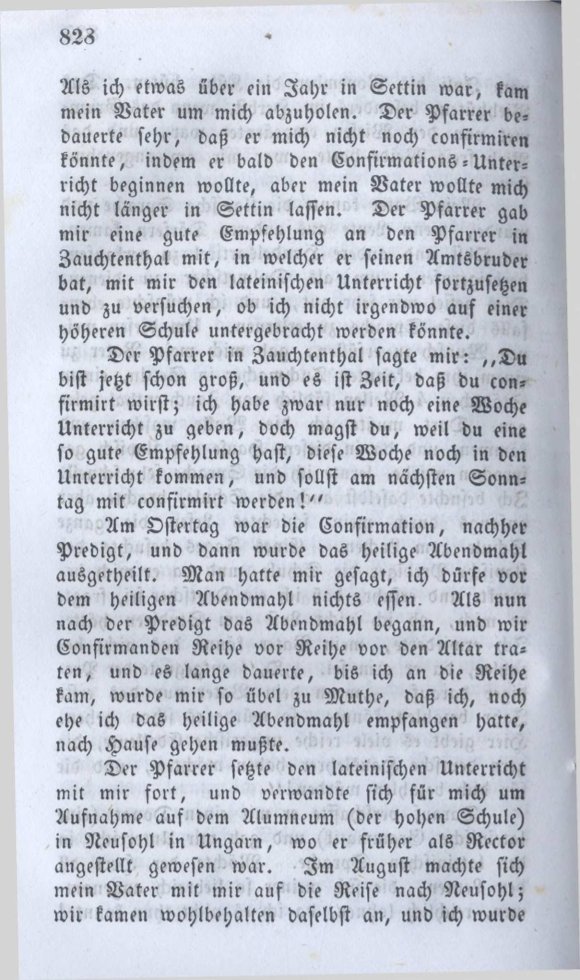 823
Als ich etwas über ein Jahr in Settin war, kam
mein Vater um mich abzuholen. Der Pfarrer be-
dauerte sehr, daß er mich nicht noch confirmiren
könnte, indem er bald den Confirmations-Unter-
richt beginnen wollte, aber mein Vater wollte mich
nicht länger in Settin lassen. Der Pfarrer gab
mir eine gute Empfehlung an den Pfarrer in
Zauchtenthal mit, in welcher er seinen Amtsbruder
bat, mit mir den lateinischen Unterricht fortzusetzen
und zu versuchen, ob ich nicht irgendwo auf einer
höheren Schule untergebracht werden könnte.
Der Pfarrer in Zauchtenthal sagte mir: „Du
bist jetzt schon groß, und es ist Zeit, daß du con-
firmirt wirst; ich habe zwar nur noch eine Woche
Unterricht zu geben, doch magst du, weil du eine
so gute Empfehlung hast, diese Woche noch in den
Unterricht kommen, und sollst am nächsten Sonn-
tag mit confirmirt werden!“
Am Ostertag war die Confirmation, nachher
Predigt, und dann wurde das heilige Abendmahl
ausgetheilt. Man hatte mir gesagt, ich dürfe vor
dem heiligen Abendmahl nichts essen. Als nun
nach der Predigt das Abendmahl begann, und wir
Confirmanden Reihe vor Reihe vor den Altar tra-
ten, und es lange dauerte, bis ich an die Reihe
kam, wurde mir so übel zu Muthe, daß ich, noch
ehe ich das heilige Abendmahl empfangen hatte,
nach Hause gehen mußte.
Der Pfarrer setzte den lateinischen Unterricht
mit mir fort, und verwandte sich für mich um
Aufnahme auf dem Alumneum (der hohen Schule)
in Neusohl in Ungarn, wo er früher als Rector
angestellt gewesen war. Im August machte sich
mein Vater mit mir auf die Reise nach Neusohl;
wir kamen wohlbehalten daselbst an, und ich wurde